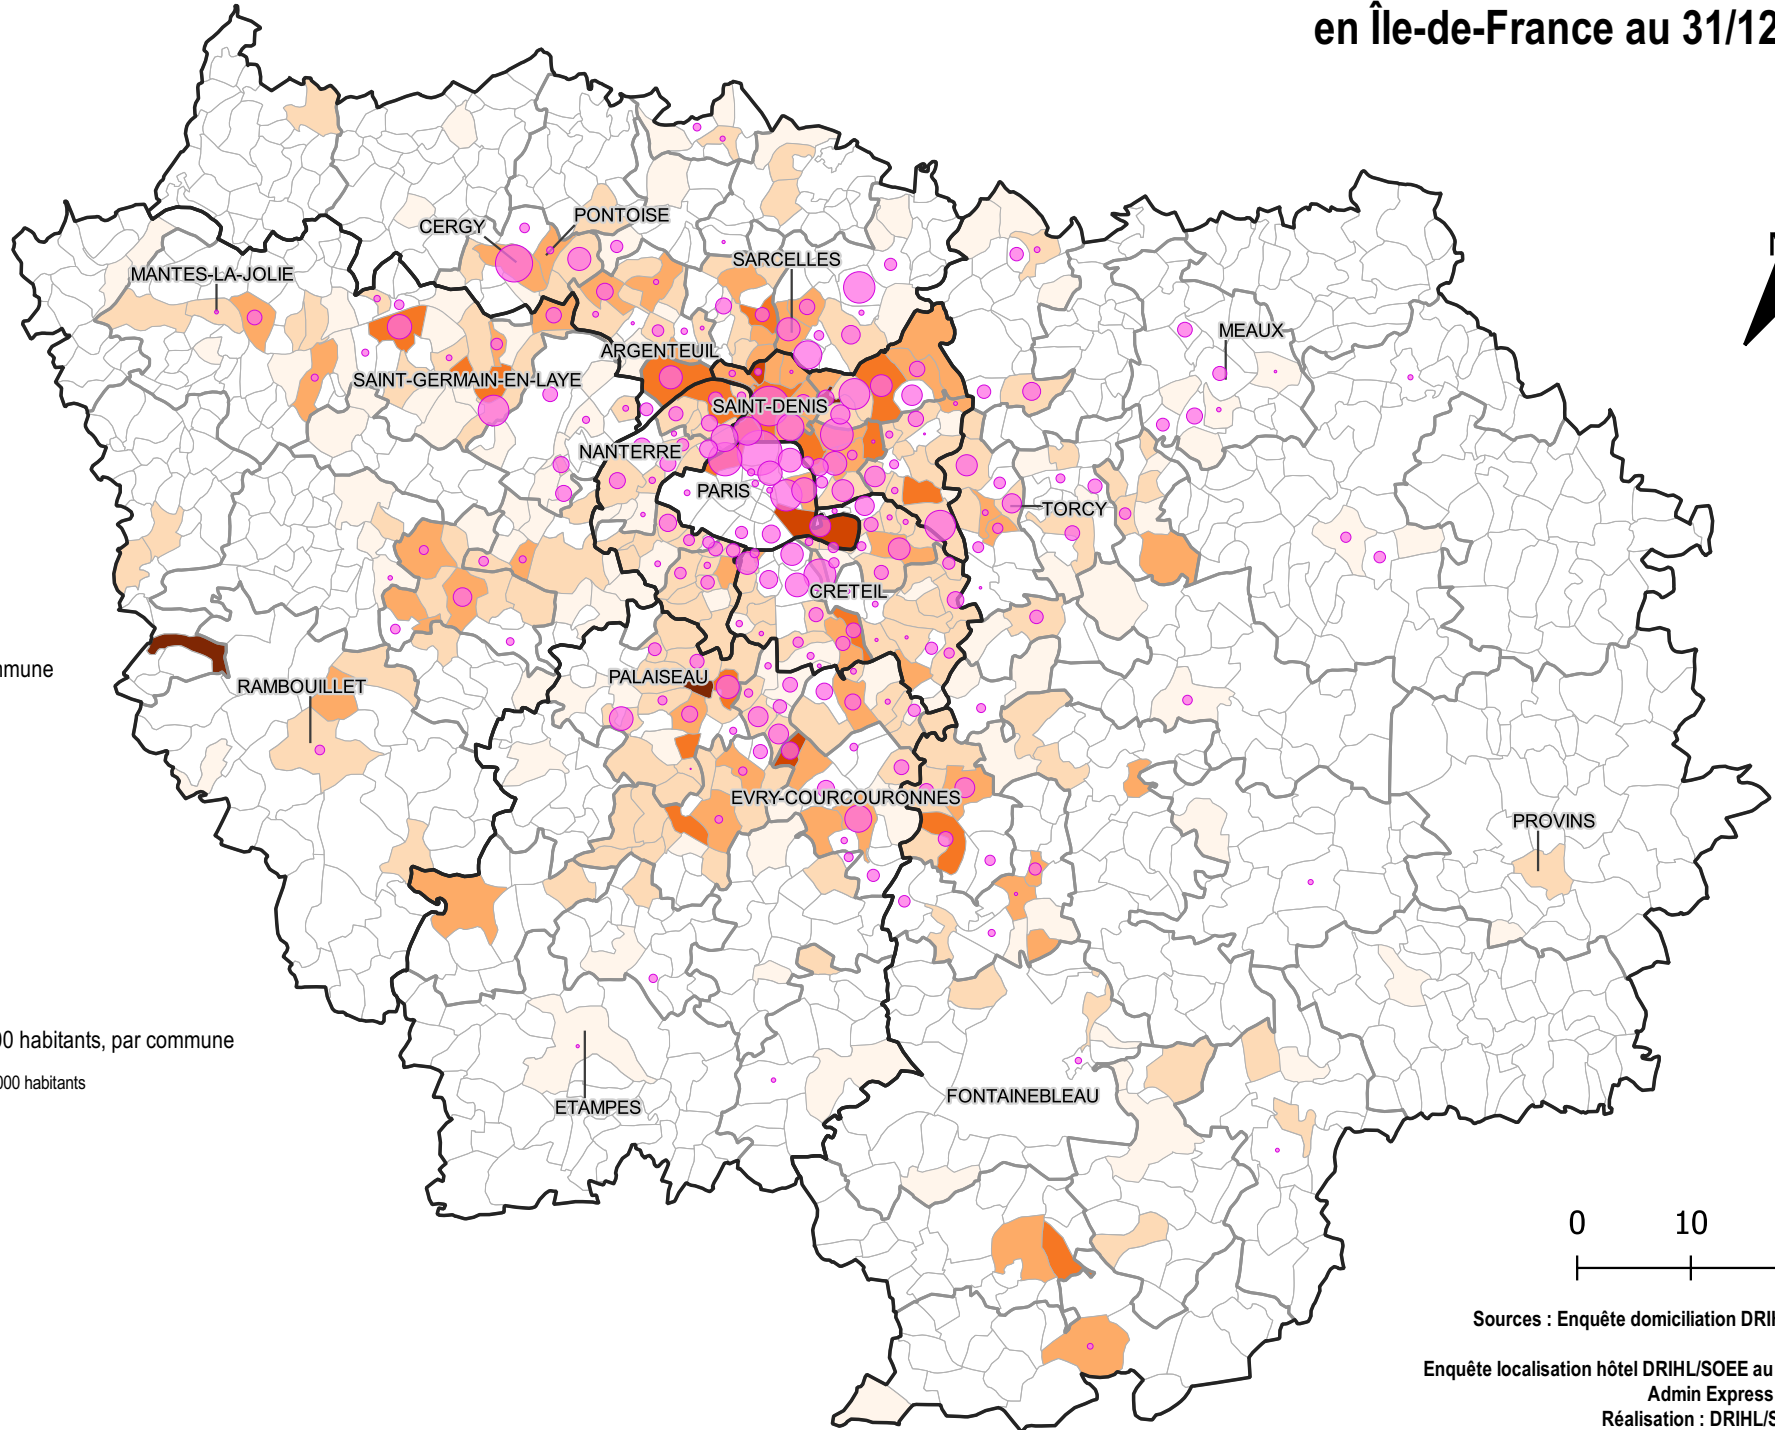 en Île-de-France au 31/12
PONTOISE
CERGY
SARCELLES
MANTES-LA-JOLIE
MEAUX
ARGENTEUIL
SAINT-GERMAIN-EN-LAYE
SAINT-DENIS
NANTERRE
PARIS
TORCY
CRETEIL
mmune
PALAISEAU
RAMBOUILLET
EVRY-COURCOURONNES
PROVINS
00 habitants, par commune
000 habitants
FONTAINEBLEAU
ETAMPES
0 10
Sources : Enquête domiciliation DRIH
Enquête localisation hôtel DRIHL/SOEE au
Admin Express
Réalisation : DRIHL/S